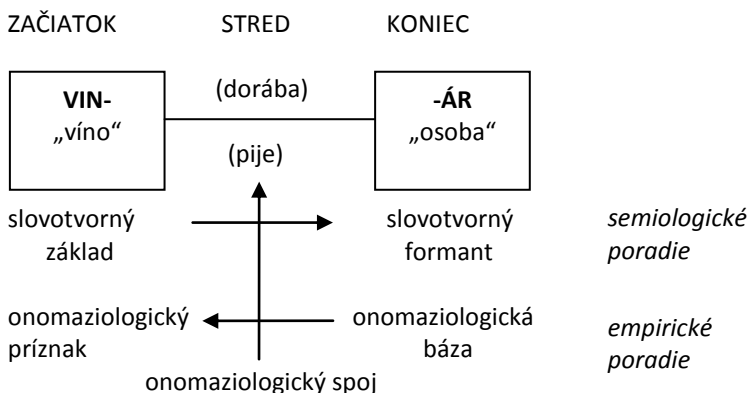 ZAČIATOK STRED KONIEC
VIN- (dorába) -ÁR
„víno“ „osoba“
(pije)
slovotvorný slovotvorný semiologické
základ formant poradie
onomaziologický onomaziologická empirické
príznak báza poradie
onomaziologický spoj